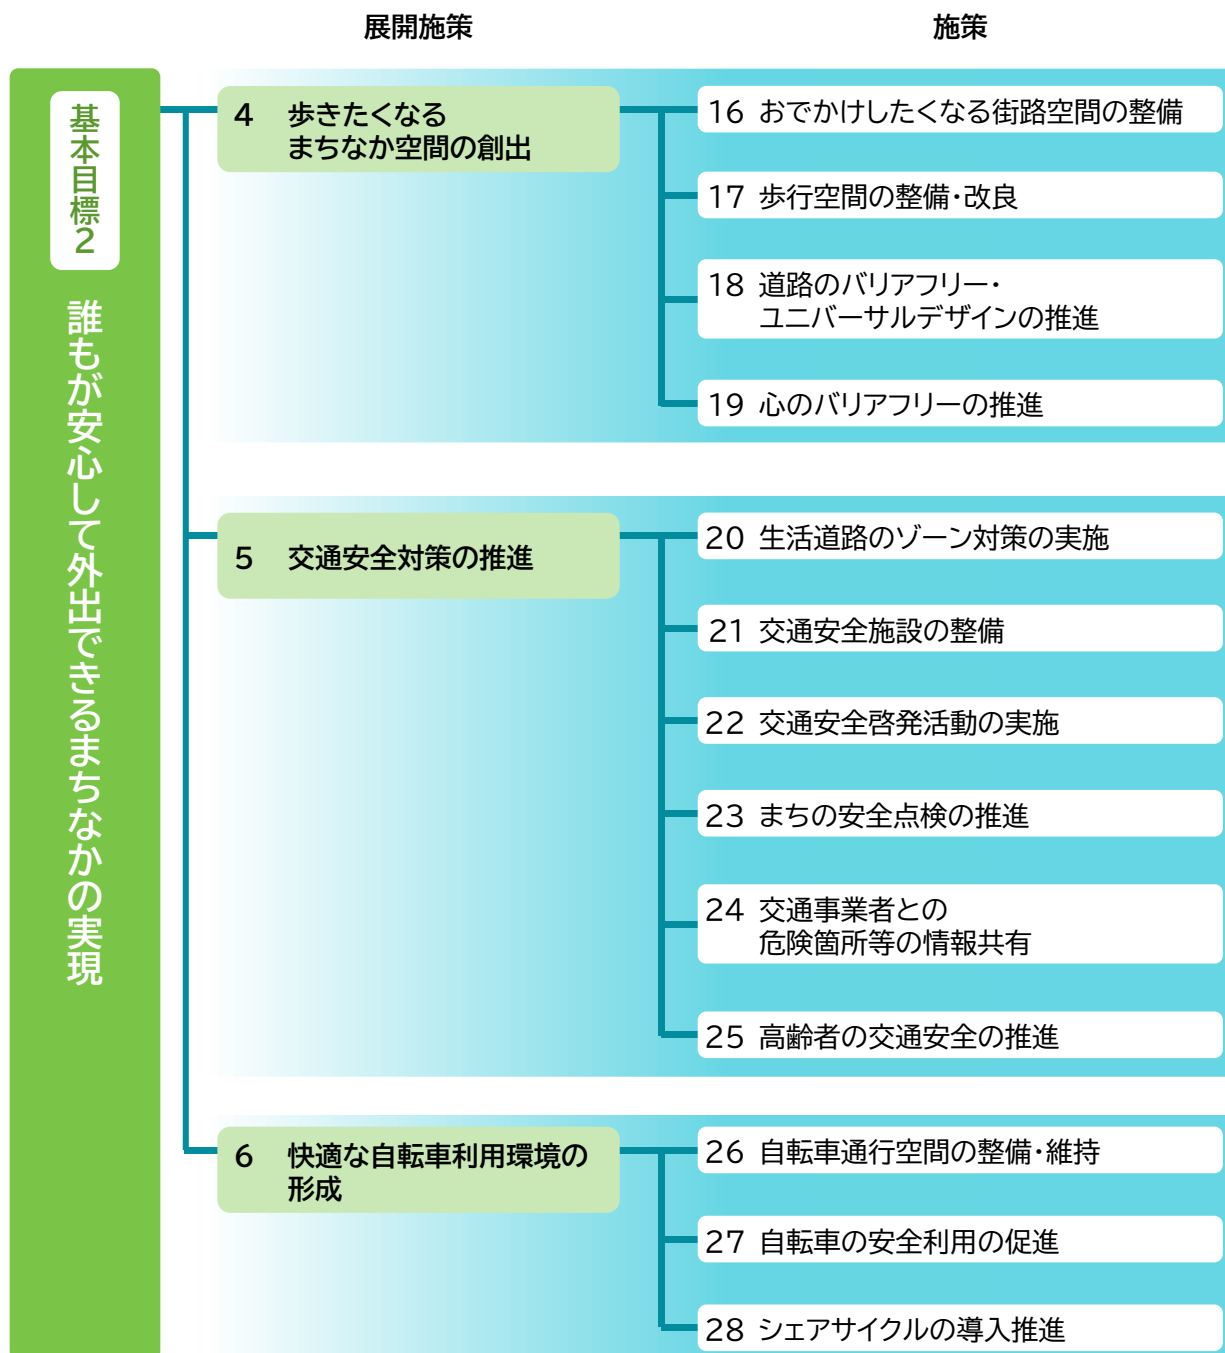 展開施策
施策
基本目標2
誰もが安心して外出できるまちなかの実現
4 歩きたくなる
まちなか空間の創出
16 おでかけしたくなる街路空間の整備
17 歩行空間の整備・改良
18 道路のバリアフリー・
ユニバーサルデザインの推進
19 心のバリアフリーの推進
5 交通安全対策の推進
20 生活道路のゾーン対策の実施
21 交通安全施設の整備
22 交通安全啓発活動の実施
23 まちの安全点検の推進
24 交通事業者との
危険箇所等の情報共有
25 高齢者の交通安全の推進
6 快適な自転車利用環境の
形成
26 自転車通行空間の整備・維持
27 自転車の安全利用の促進
28 シェアサイクルの導入推進